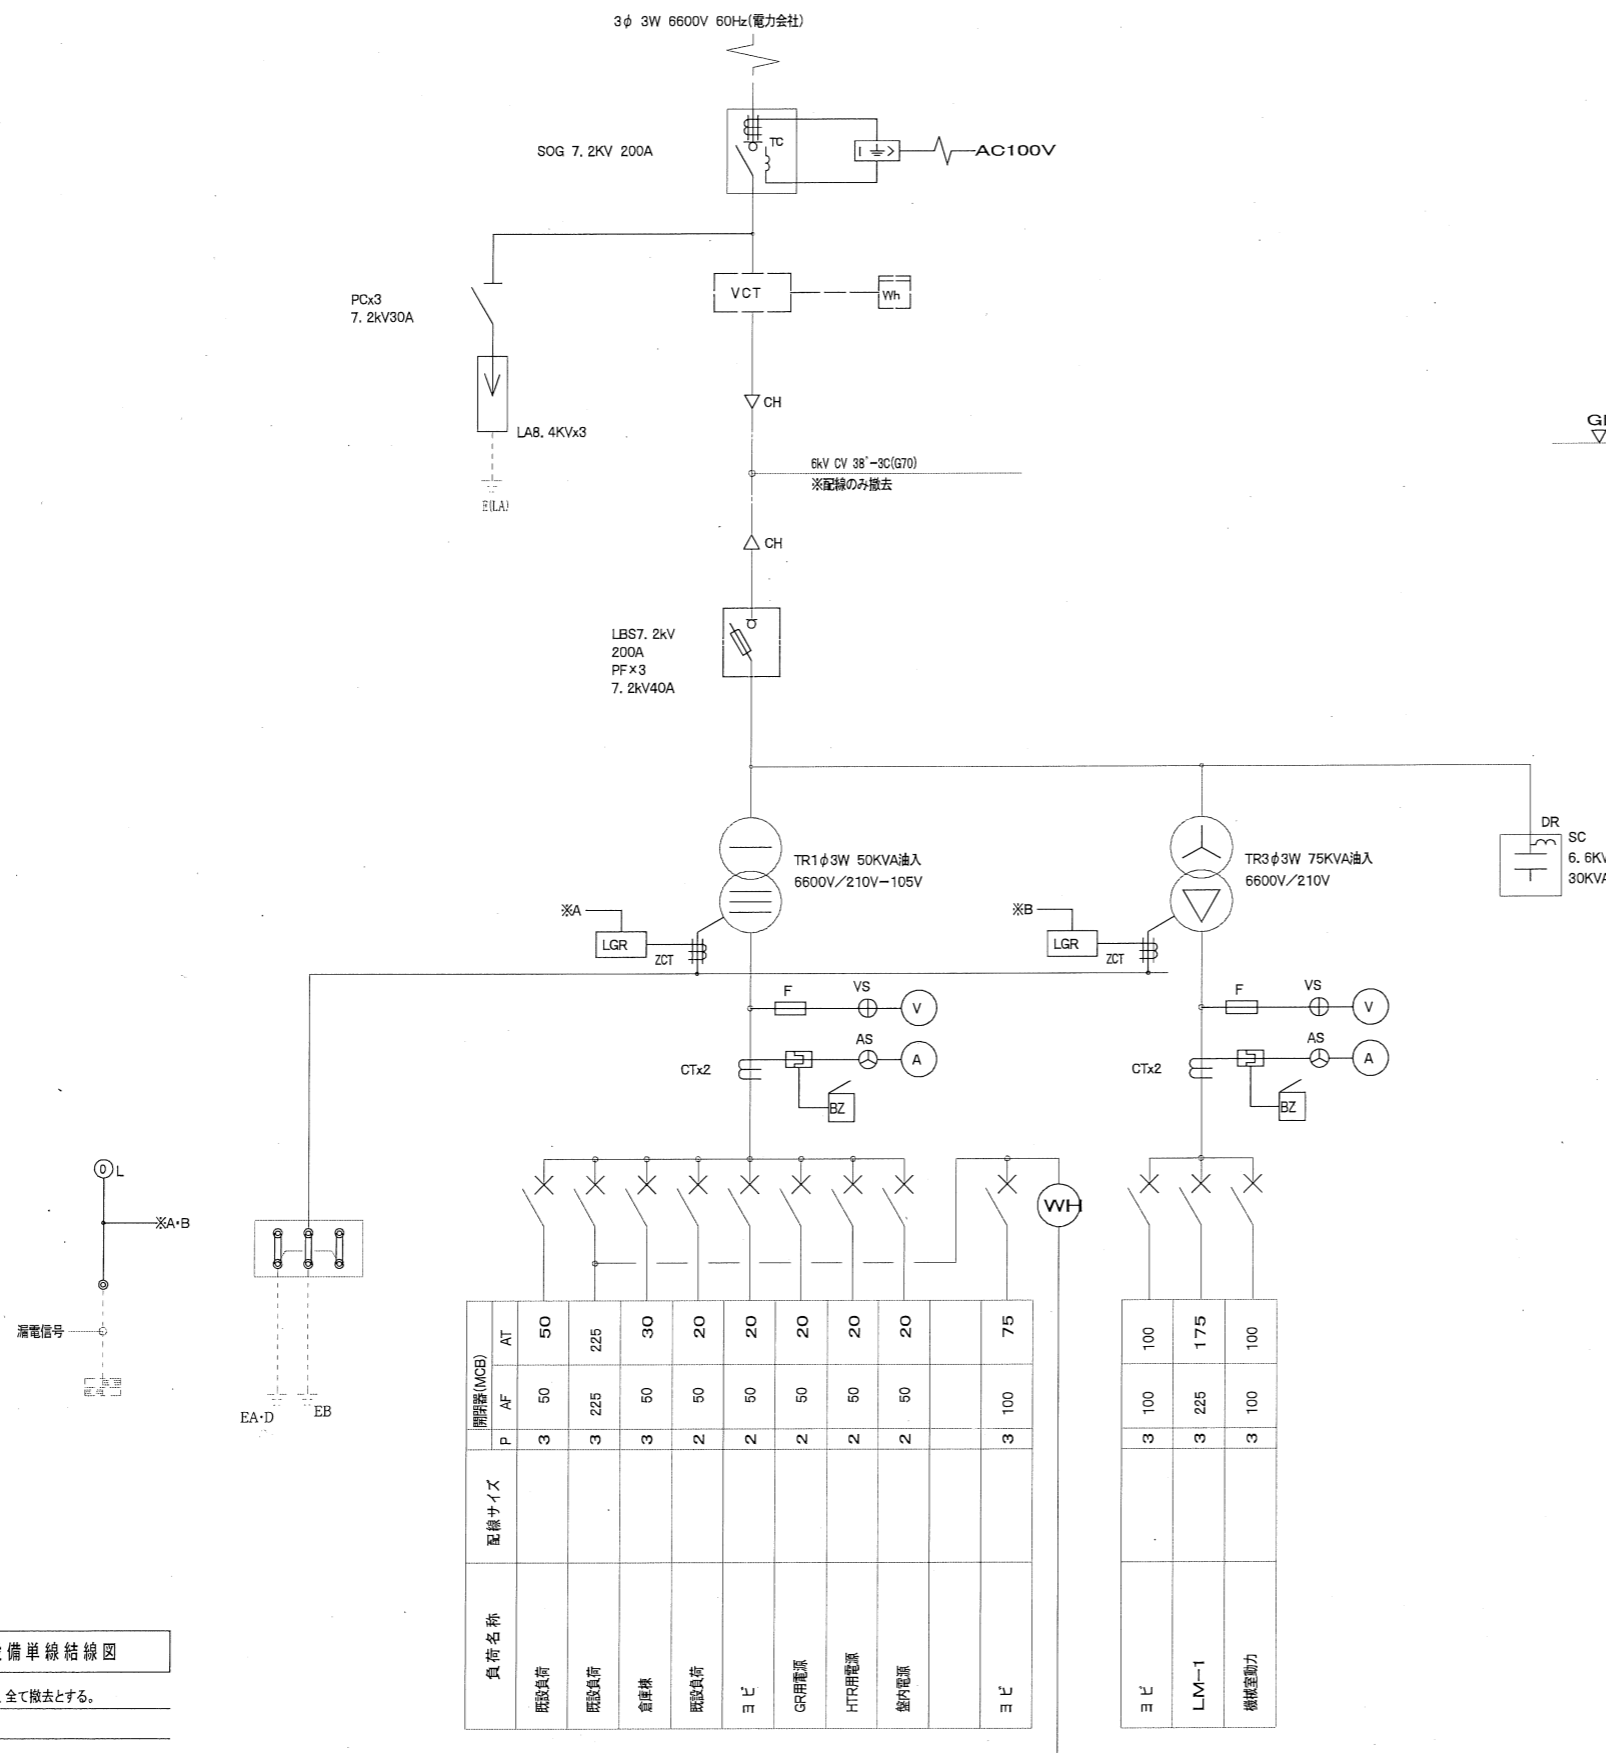 3φ 3W 6600V 60Hz(電力会社)
SOG 7.2KV 200A
TC
I
>
AC100V
PCx3
7.2kV30A
VCT
Wh
LA8.4KVx3
E(LA)
CH
6kV CV 38°-3C(G70)
※配線のみ撤去
CH
LBS7.2kV
200A
PF×3
7.2kV40A
TR1φ3W 50KVA油入
6600V/210V-105V
TR3φ3W 75KVA油入
6600V/210V
DR
SC
6.6KV
30KVA
※A
LGR
ZCT
※B
LGR
ZCT
F
VS
V
CTx2
AS
A
BZ
F
VS
V
CTx2
AS
A
BZ
L
※A・B
漏電信号
EA・D
EB
WH
開閉器(MCB)
AT 50 225 30 20 20 20 20 20 75
AF 50 225 50 50 50 50 50 50 100
P 3 3 3 2 2 2 2 2 3
配線サイズ
負荷名称 既設負荷 既設負荷 倉庫棟 既設負荷 ヨビ GR用電源 HTR用電源 盤内電源 ヨビ
100 175 100
100 225 100
3 3 3
ヨビ LM-1 機械室動力
備単線結線図
全て撤去とする。